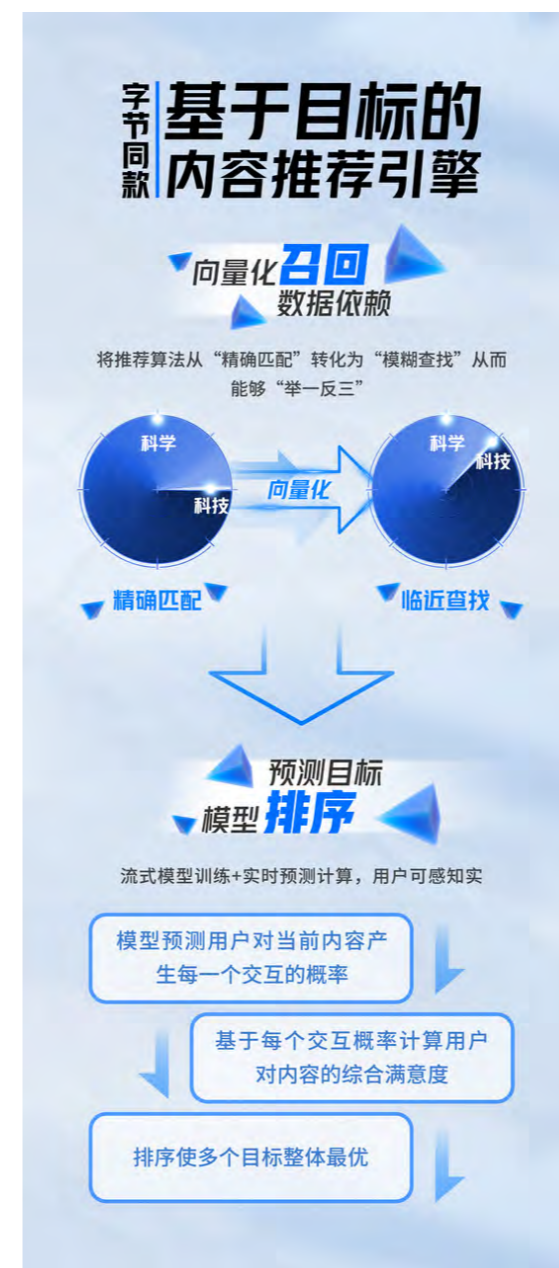 字节同款
基于目标的
内容推荐引擎
向量化召回
数据依赖
将推荐算法从“精确匹配”转化为“模糊查找”从而
能够“举一反三”
科学
科技
向量化
科学
科技
精确匹配
临近查找
预测目标
模型排序
流式模型训练+实时预测计算，用户可感知实
模型预测用户对当前内容产
生每一个交互的概率
基于每个交互概率计算用户
对内容的综合满意度
排序使多个目标整体最优